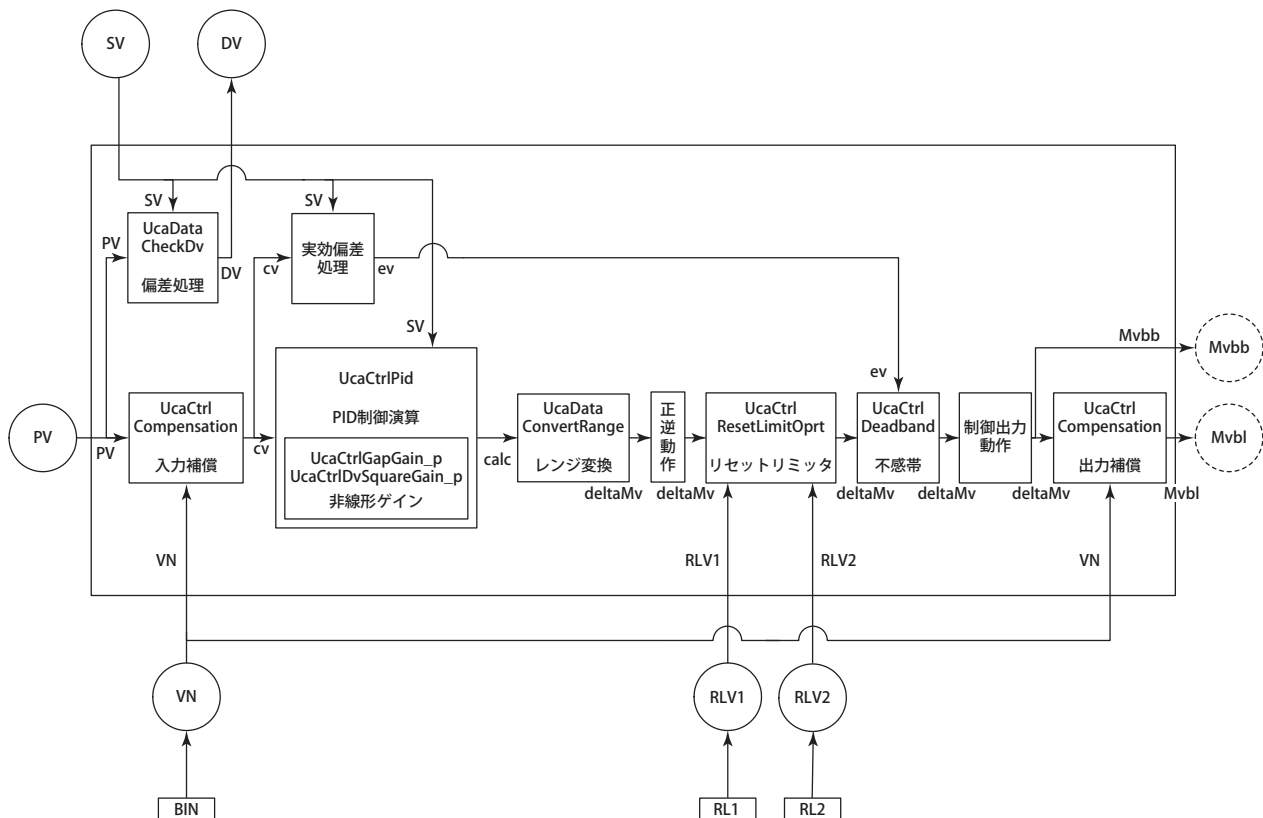 SV
DV
SV
SV
UcaData
CheckDv
偏差処理
PV
DV
実効偏差
処理
cv
ev
SV
UcaCtrlPid
PID制御演算
UcaCtrlGapGain_p
UcaCtrlDvSquareGain_p
非線形ゲイン
ev
Mvbb
Mvbb
PV
PV
UcaCtrl
Compensation
入力補償
cv
calc
UcaData
ConvertRange
レンジ変換
deltaMv
正
逆
動
作
deltaMv
UcaCtrl
ResetLimitOprt
リセットリミッタ
deltaMv
UcaCtrl
Deadband
不感帯
deltaMv
制御出力
動作
deltaMv
UcaCtrl
Compensation
出力補償
Mvbl
Mvbl
VN
RLV1
RLV2
VN
VN
RLV1
RLV2
BIN
RL1
RL2